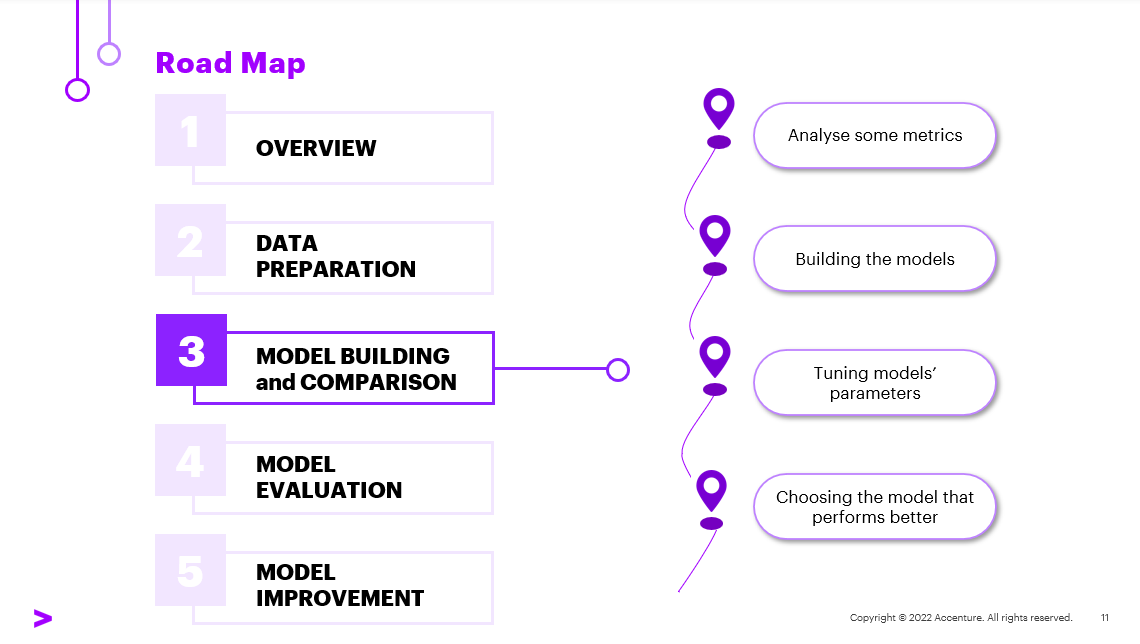 Road Map
1
OVERVIEW
2
DATA
PREPARATION
3
MODEL BUILDING
and COMPARISON
4
MODEL
EVALUATION
5
MODEL
IMPROVEMENT
Analyse some metrics
Building the models
Tuning models’
parameters
Choosing the model that
performs better
>
Copyright © 2022 Accenture. All rights reserved.
11